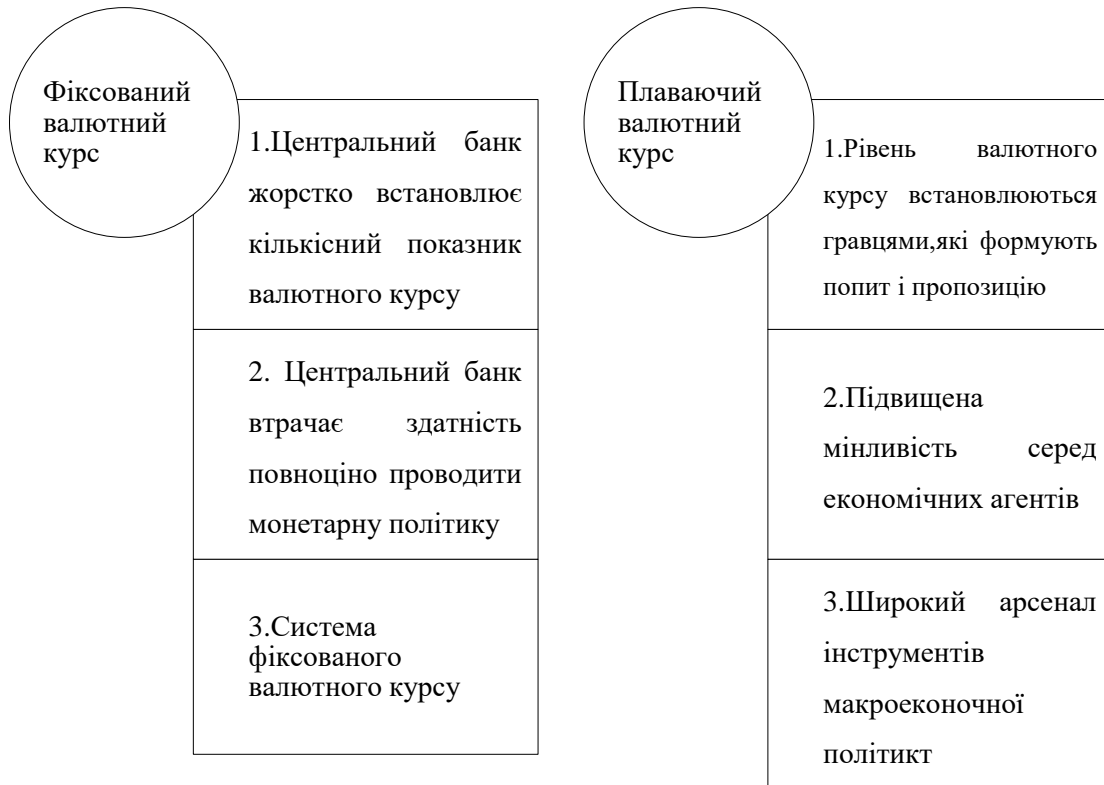 Фіксований
валютний
курс
1.Центральний банк
жорстко встановлює
кількісний показник
валютного курсу
2. Центральний банк
втрачає здатність
повноціно проводити
монетарну політику
3.Система
фіксованого
валютного курсу
Плаваючий
валютний
курс
1.Рівень валютного
курсу встановлюються
гравцями,які формують
попит і пропозицію
2.Підвищена
мінливість серед
економічних агентів
3.Широкий арсенал
інструментів
макроеконочної
політикт